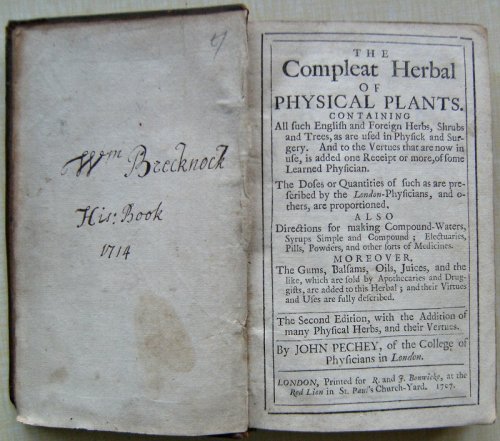 Wm Brecknock
His: Book
1714
THE
Compleat Herbal
OF
PHYSICAL PLANTS.
CONTAINING
All such English and Foreign Herbs, Shrubs
and Trees, as are used in Physick and Sur-
gery. And to the Vertues that are now in
use, is added one Receipt or more, of some
Learned Physician.
The Doses or Quantities of such as are pre-
scribed by the London-Physicians, and o-
thers, are proportioned.
ALSO
Directions for making Compound-Waters,
Syrups Simple and Compound; Electuaries,
Pills, Powders, and other sorts of Medicines.
MOREOVER,
The Gums, Balsams, Oils, Juices, and the
like, which are sold by Apothecaries and Drug-
gists, are added to this Herbal; and their Virtues
and Uses are fully described.
The Second Edition, with the Addition of
many Physical Herbs, and their Vertues.
By JOHN PECHEY, of the College of
Physicians in London.
LONDON, Printed for R. and J. Bonwicke, at the
Red Lion in St. Paul's Church-Yard. 1707.